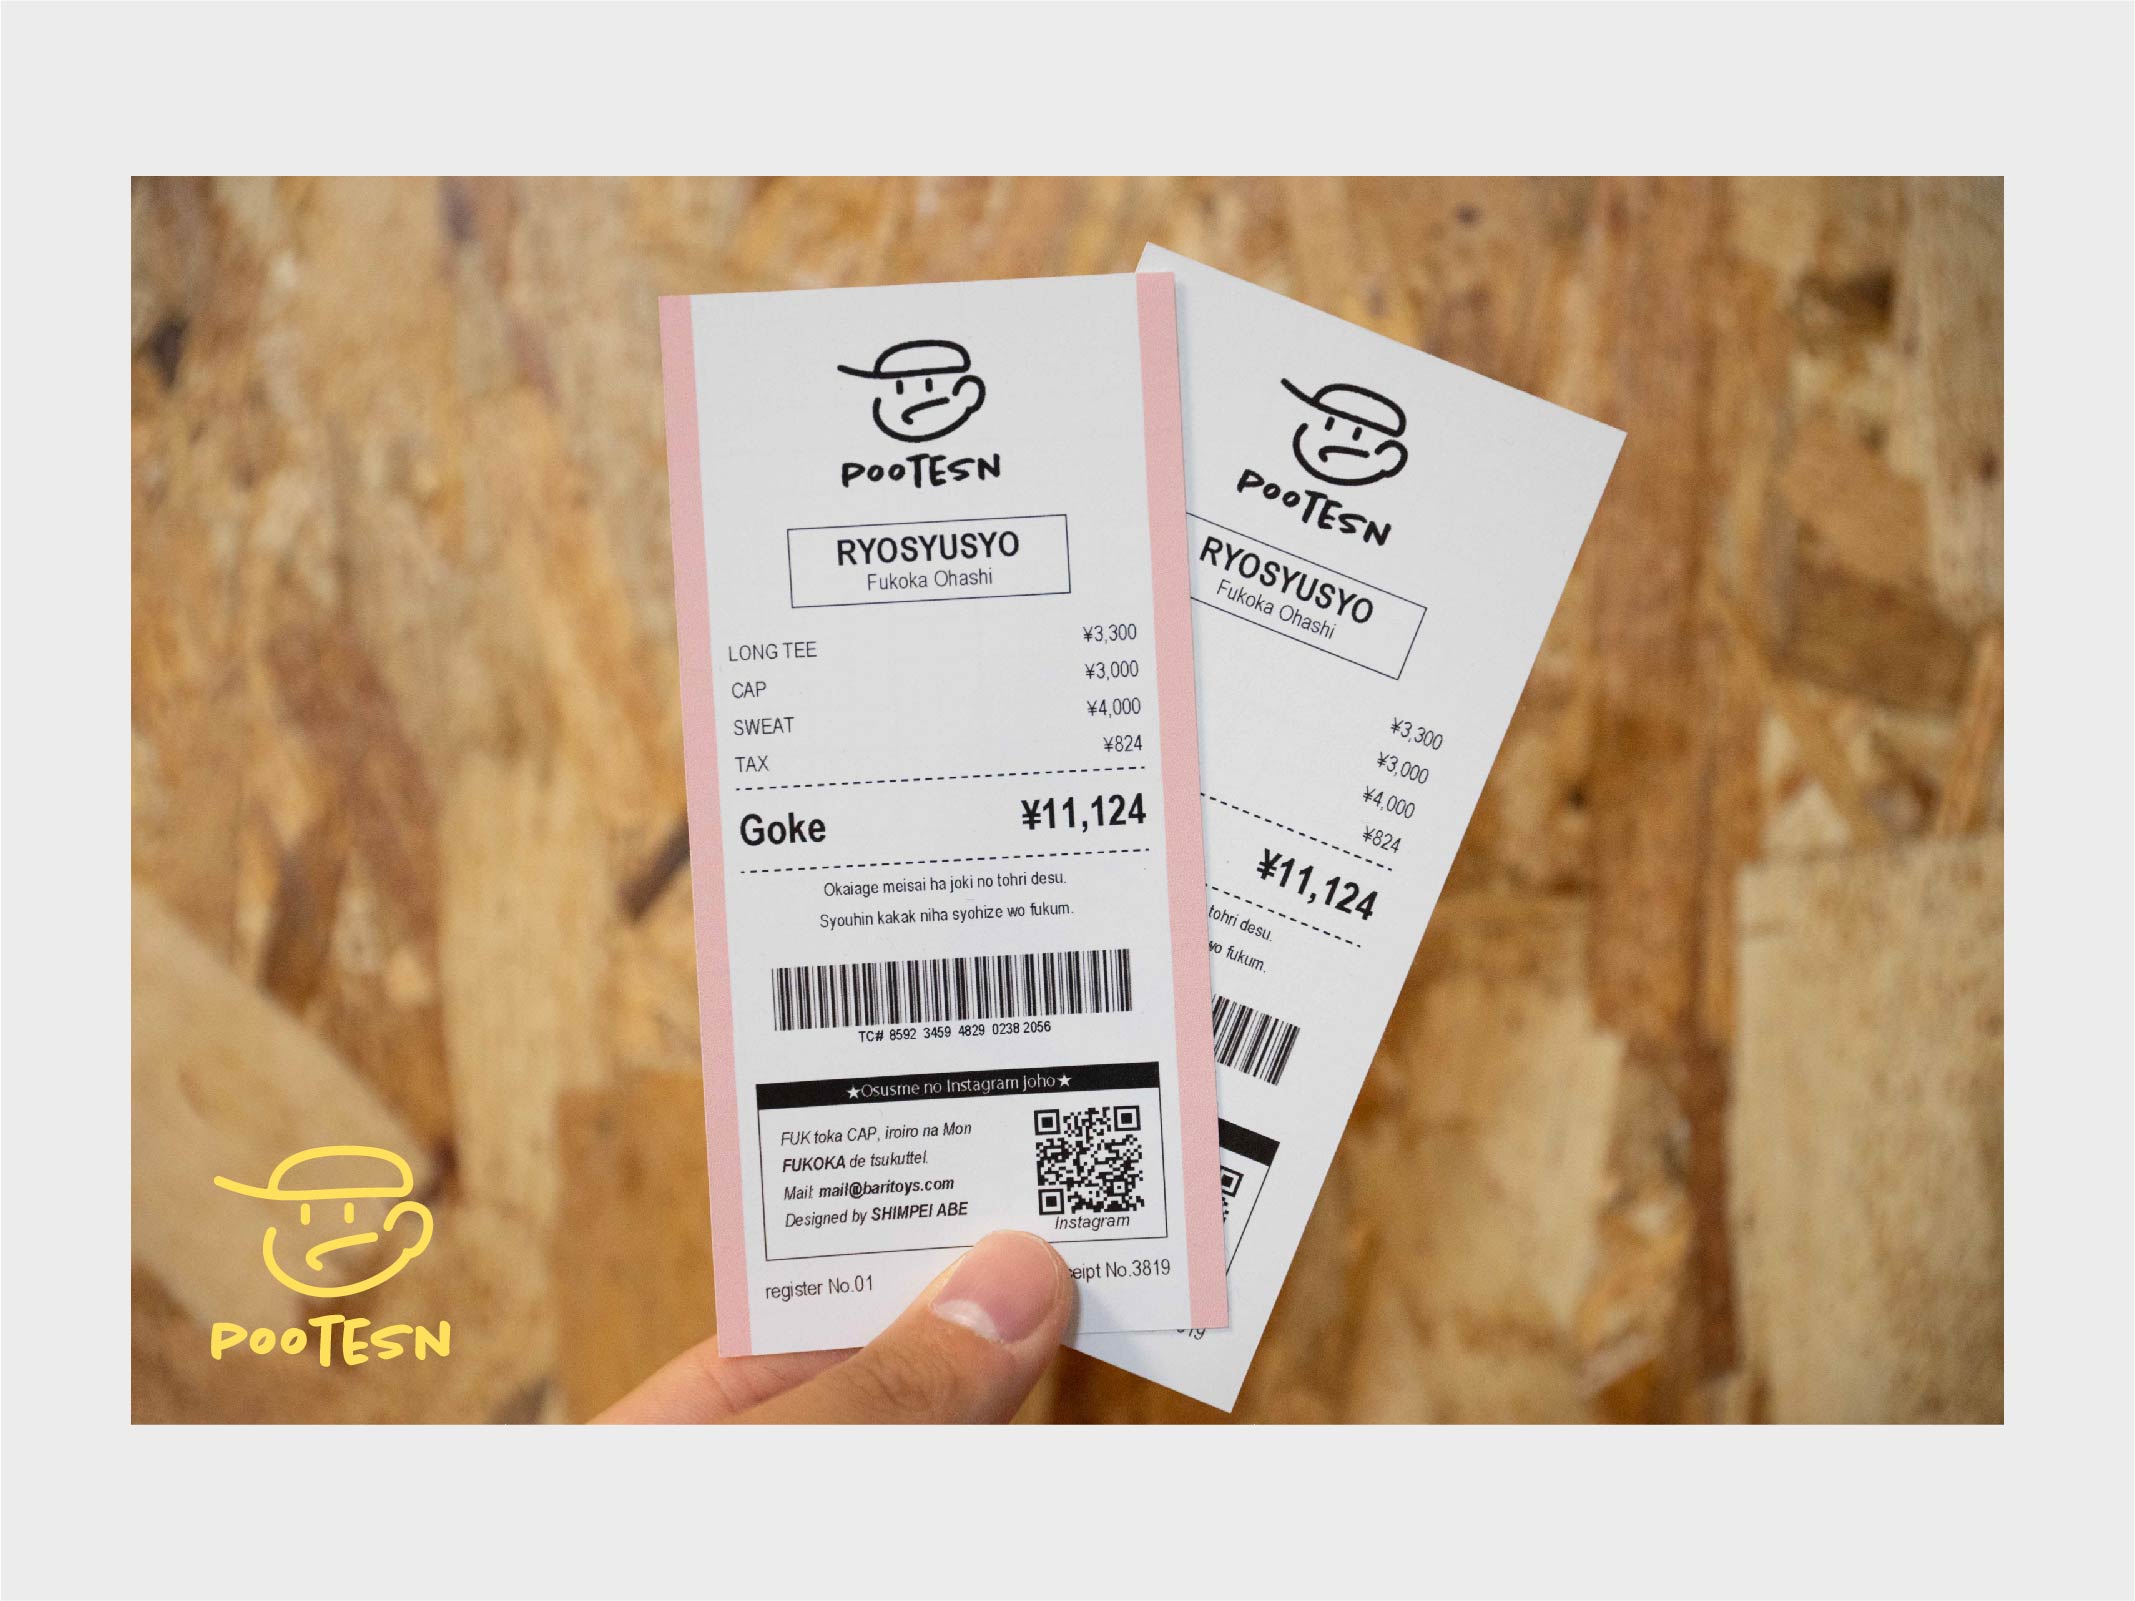 POOTESN
RYOSYUSYO
Fukoka Ohashi
LONG TEE ¥3,300
CAP ¥3,000
SWEAT ¥4,000
TAX ¥824
Goke ¥11,124
Okaiage meisai ha joki no tohri desu.
Syouhin kakak niha syohize wo fukum.
TC# 8592 3459 4829 0238 2056
★Osusme no Instagram joho★
FUK toka CAP, iroiro na Mon
FUKOKA de tsukuttel.
Mail: mail@baritoys.com
Designed by SHIMPEI ABE
Instagram
register No.01
eipt No.3819
POOTESN
RYOSYUSYO
Fukoka Ohashi
¥3,300
¥3,000
¥4,000
¥824
¥11,124
tohri desu.
wo fukum.
POOTESN